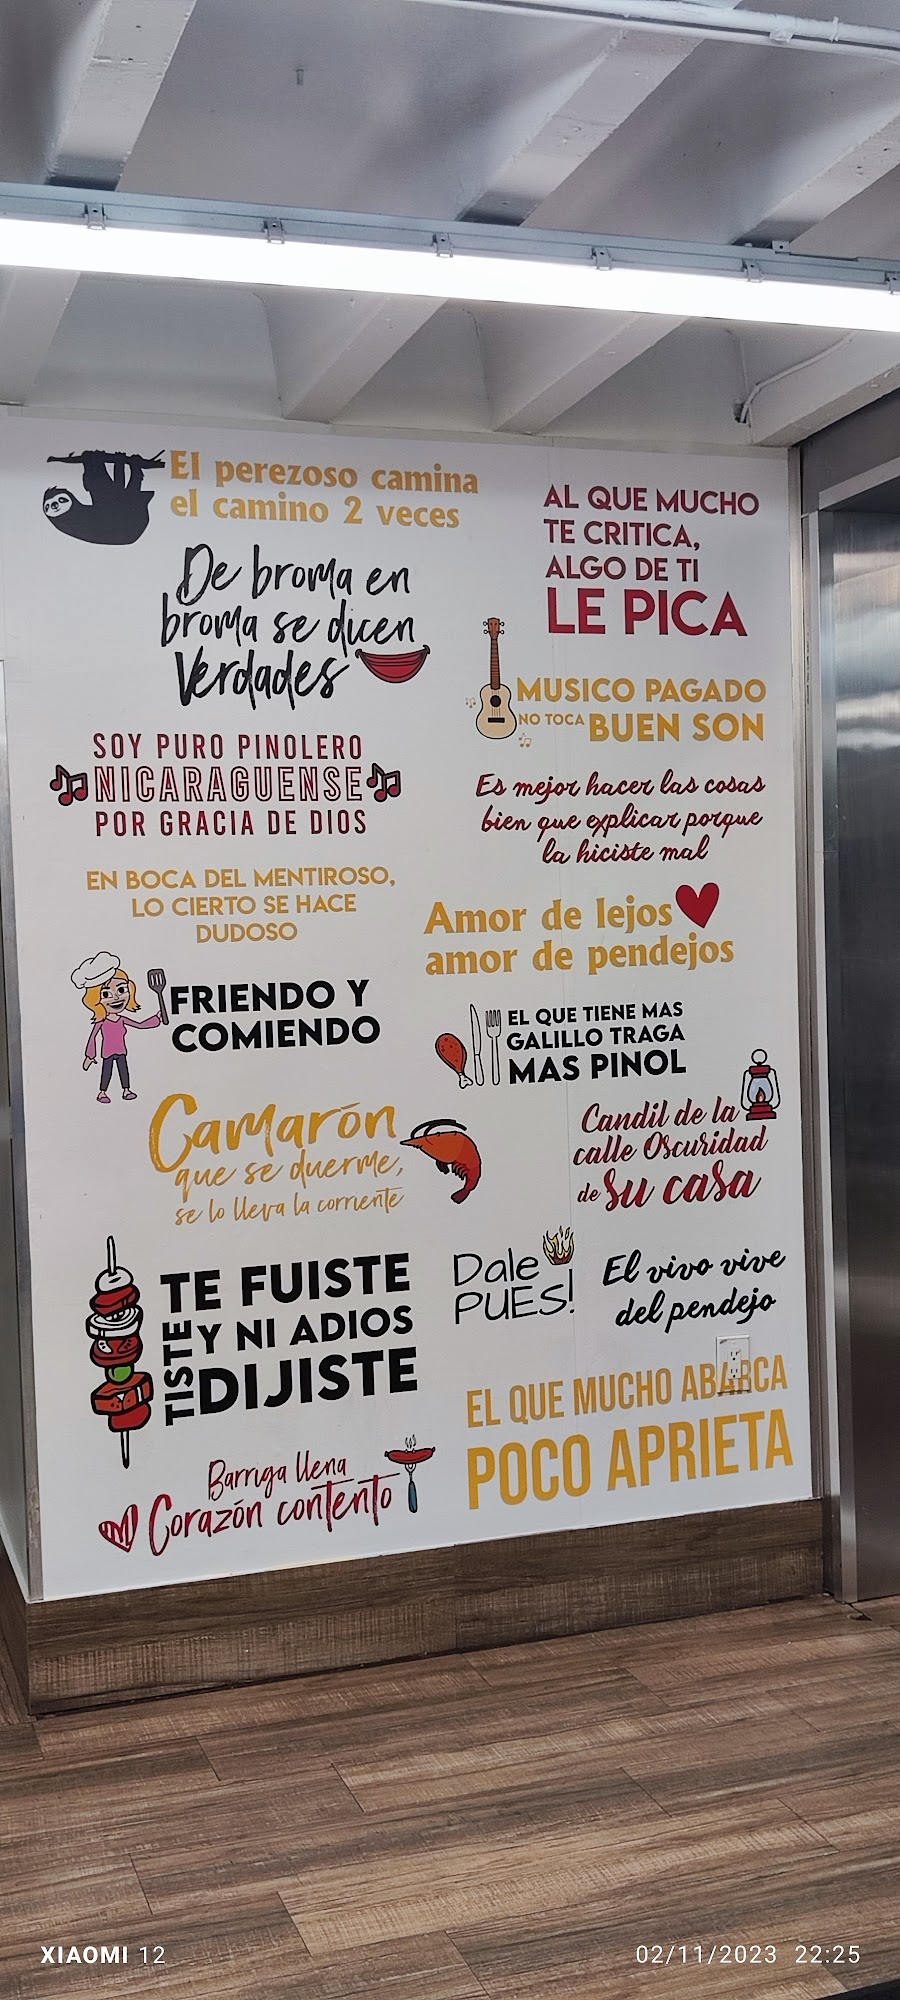 El perezoso camina
el camino 2 veces
De broma en
broma se dicen
Verdades
SOY PURO PINOLERO
NICARAGUENSE
POR GRACIA DE DIOS
EN BOCA DEL MENTIROSO,
LO CIERTO SE HACE
DUDOSO
FRIENDO Y
COMIENDO
Camarón
que se duerme,
se lo lleva la corriente
TE FUISTE
Y NI ADIOS
TISTE
DIJISTE
Barriga llena
Corazón contento
AL QUE MUCHO
TE CRITICA,
ALGO DE TI
LE PICA
MUSICO PAGADO
NO TOCA BUEN SON
Es mejor hacer las cosas
bien que explicar porque
la hiciste mal
Amor de lejos
amor de pendejos
EL QUE TIENE MAS
GALILLO TRAGA
MAS PINOL
Candil de la
calle Oscuridad
de su casa
Dale
PUES!
El vivo vive
del pendejo
EL QUE MUCHO ABARCA
POCO APRIETA
XIAOMI 12
02/11/2023 22:25